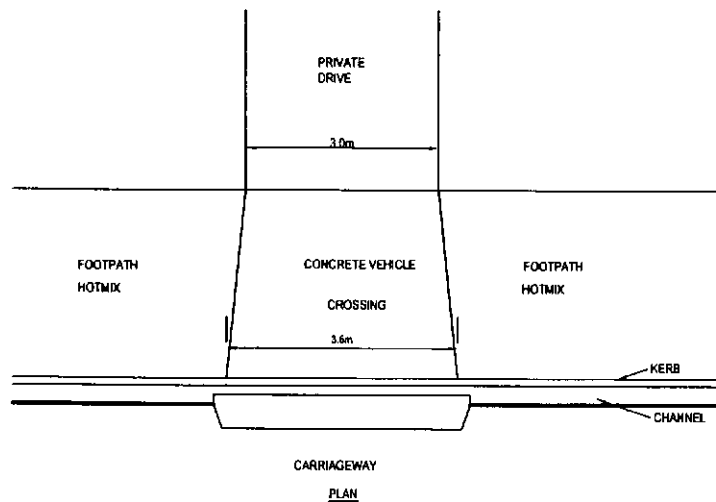 PRIVATE
DRIVE
3.0m
FOOTPATH
HOTMIX
CONCRETE VEHICLE
CROSSING
FOOTPATH
HOTMIX
3.6m
KERB
CHANNEL
CARRIAGEWAY
PLAN